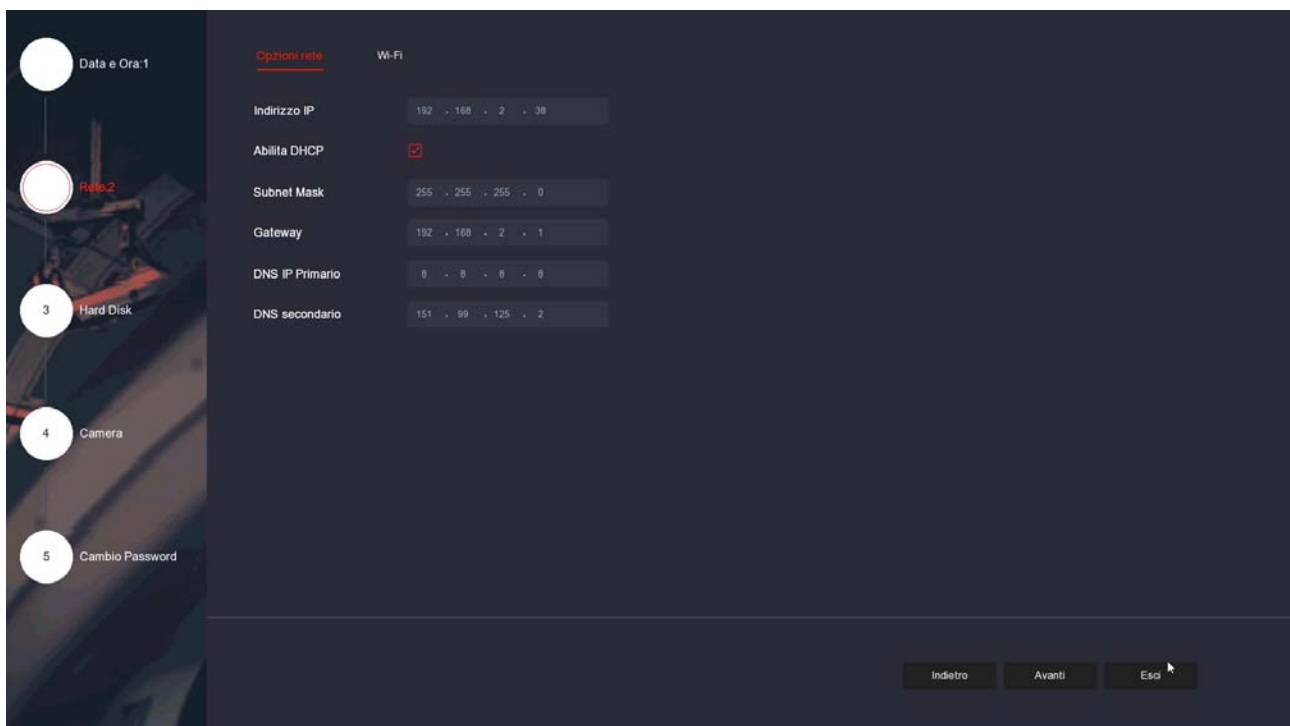 Data e Ora:1
Rete:2
3 Hard Disk
4 Camera
5 Cambio Password
Opzioni rete Wi-Fi
Indirizzo IP 192 . 168 . 2 . 38
Abilita DHCP
Subnet Mask 255 . 255 . 255 . 0
Gateway 192 . 168 . 2 . 1
DNS IP Primario 8 . 8 . 8 . 8
DNS secondario 151 . 99 . 125 . 2
Indietro Avanti Esci